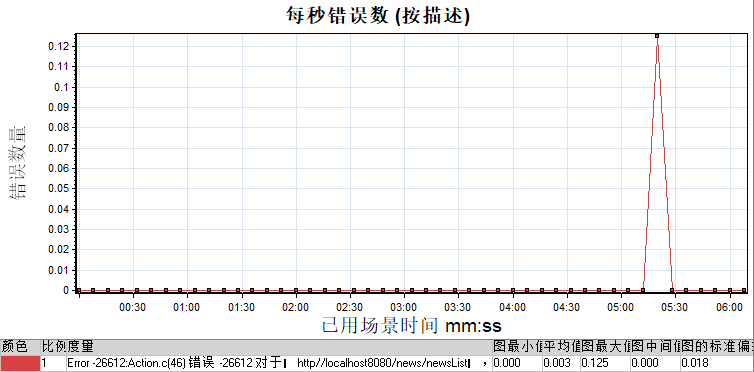 每秒错误数 (按描述)
0.12
0.11
0.1
0.09
0.08
0.07
0.06
0.05
0.04
0.03
0.02
0.01
0
错误数量
00:30 01:00 01:30 02:00 02:30 03:00 03:30 04:00 04:30 05:00 05:30 06:00
已用场景时间 mm:ss
颜色 比例 度量 图最小值 平均值 图最大值 图中间值 图的标准偏
1 Error -26612:Action.c(46) 错误 -26612 对于 http://localhost8080/news/newsList , 0.000 0.003 0.125 0.000 0.018